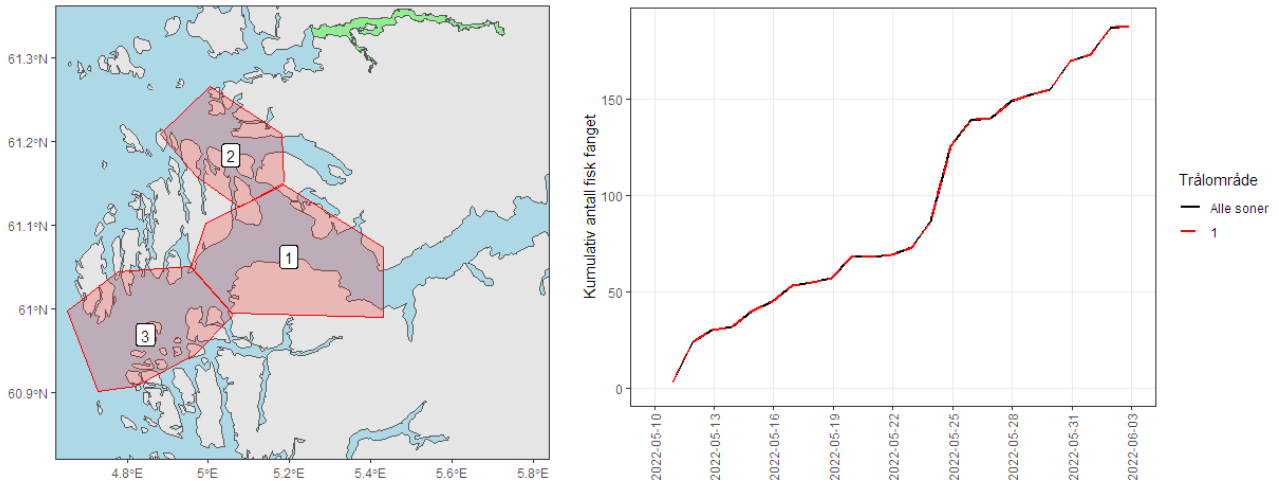 61.3°N
61.2°N
61.1°N
61°N
60.9°N
4.8°E
5°E
5.2°E
5.4°E
5.6°E
5.8°E
2
1
3
Kumulativ antall fisk fanget
150
100
50
0
2022-05-10
2022-05-13
2022-05-16
2022-05-19
2022-05-22
2022-05-25
2022-05-28
2022-05-31
2022-06-03
Trålområde
Alle soner
1